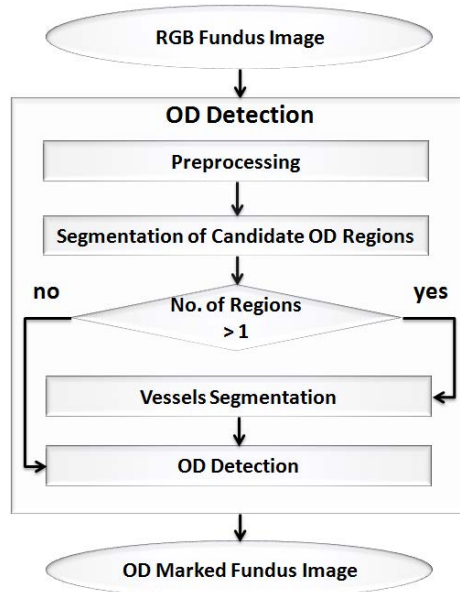 RGB Fundus Image
OD Detection
Preprocessing
Segmentation of Candidate OD Regions
no
yes
No. of Regions
> 1
Vessels Segmentation
OD Detection
OD Marked Fundus Image